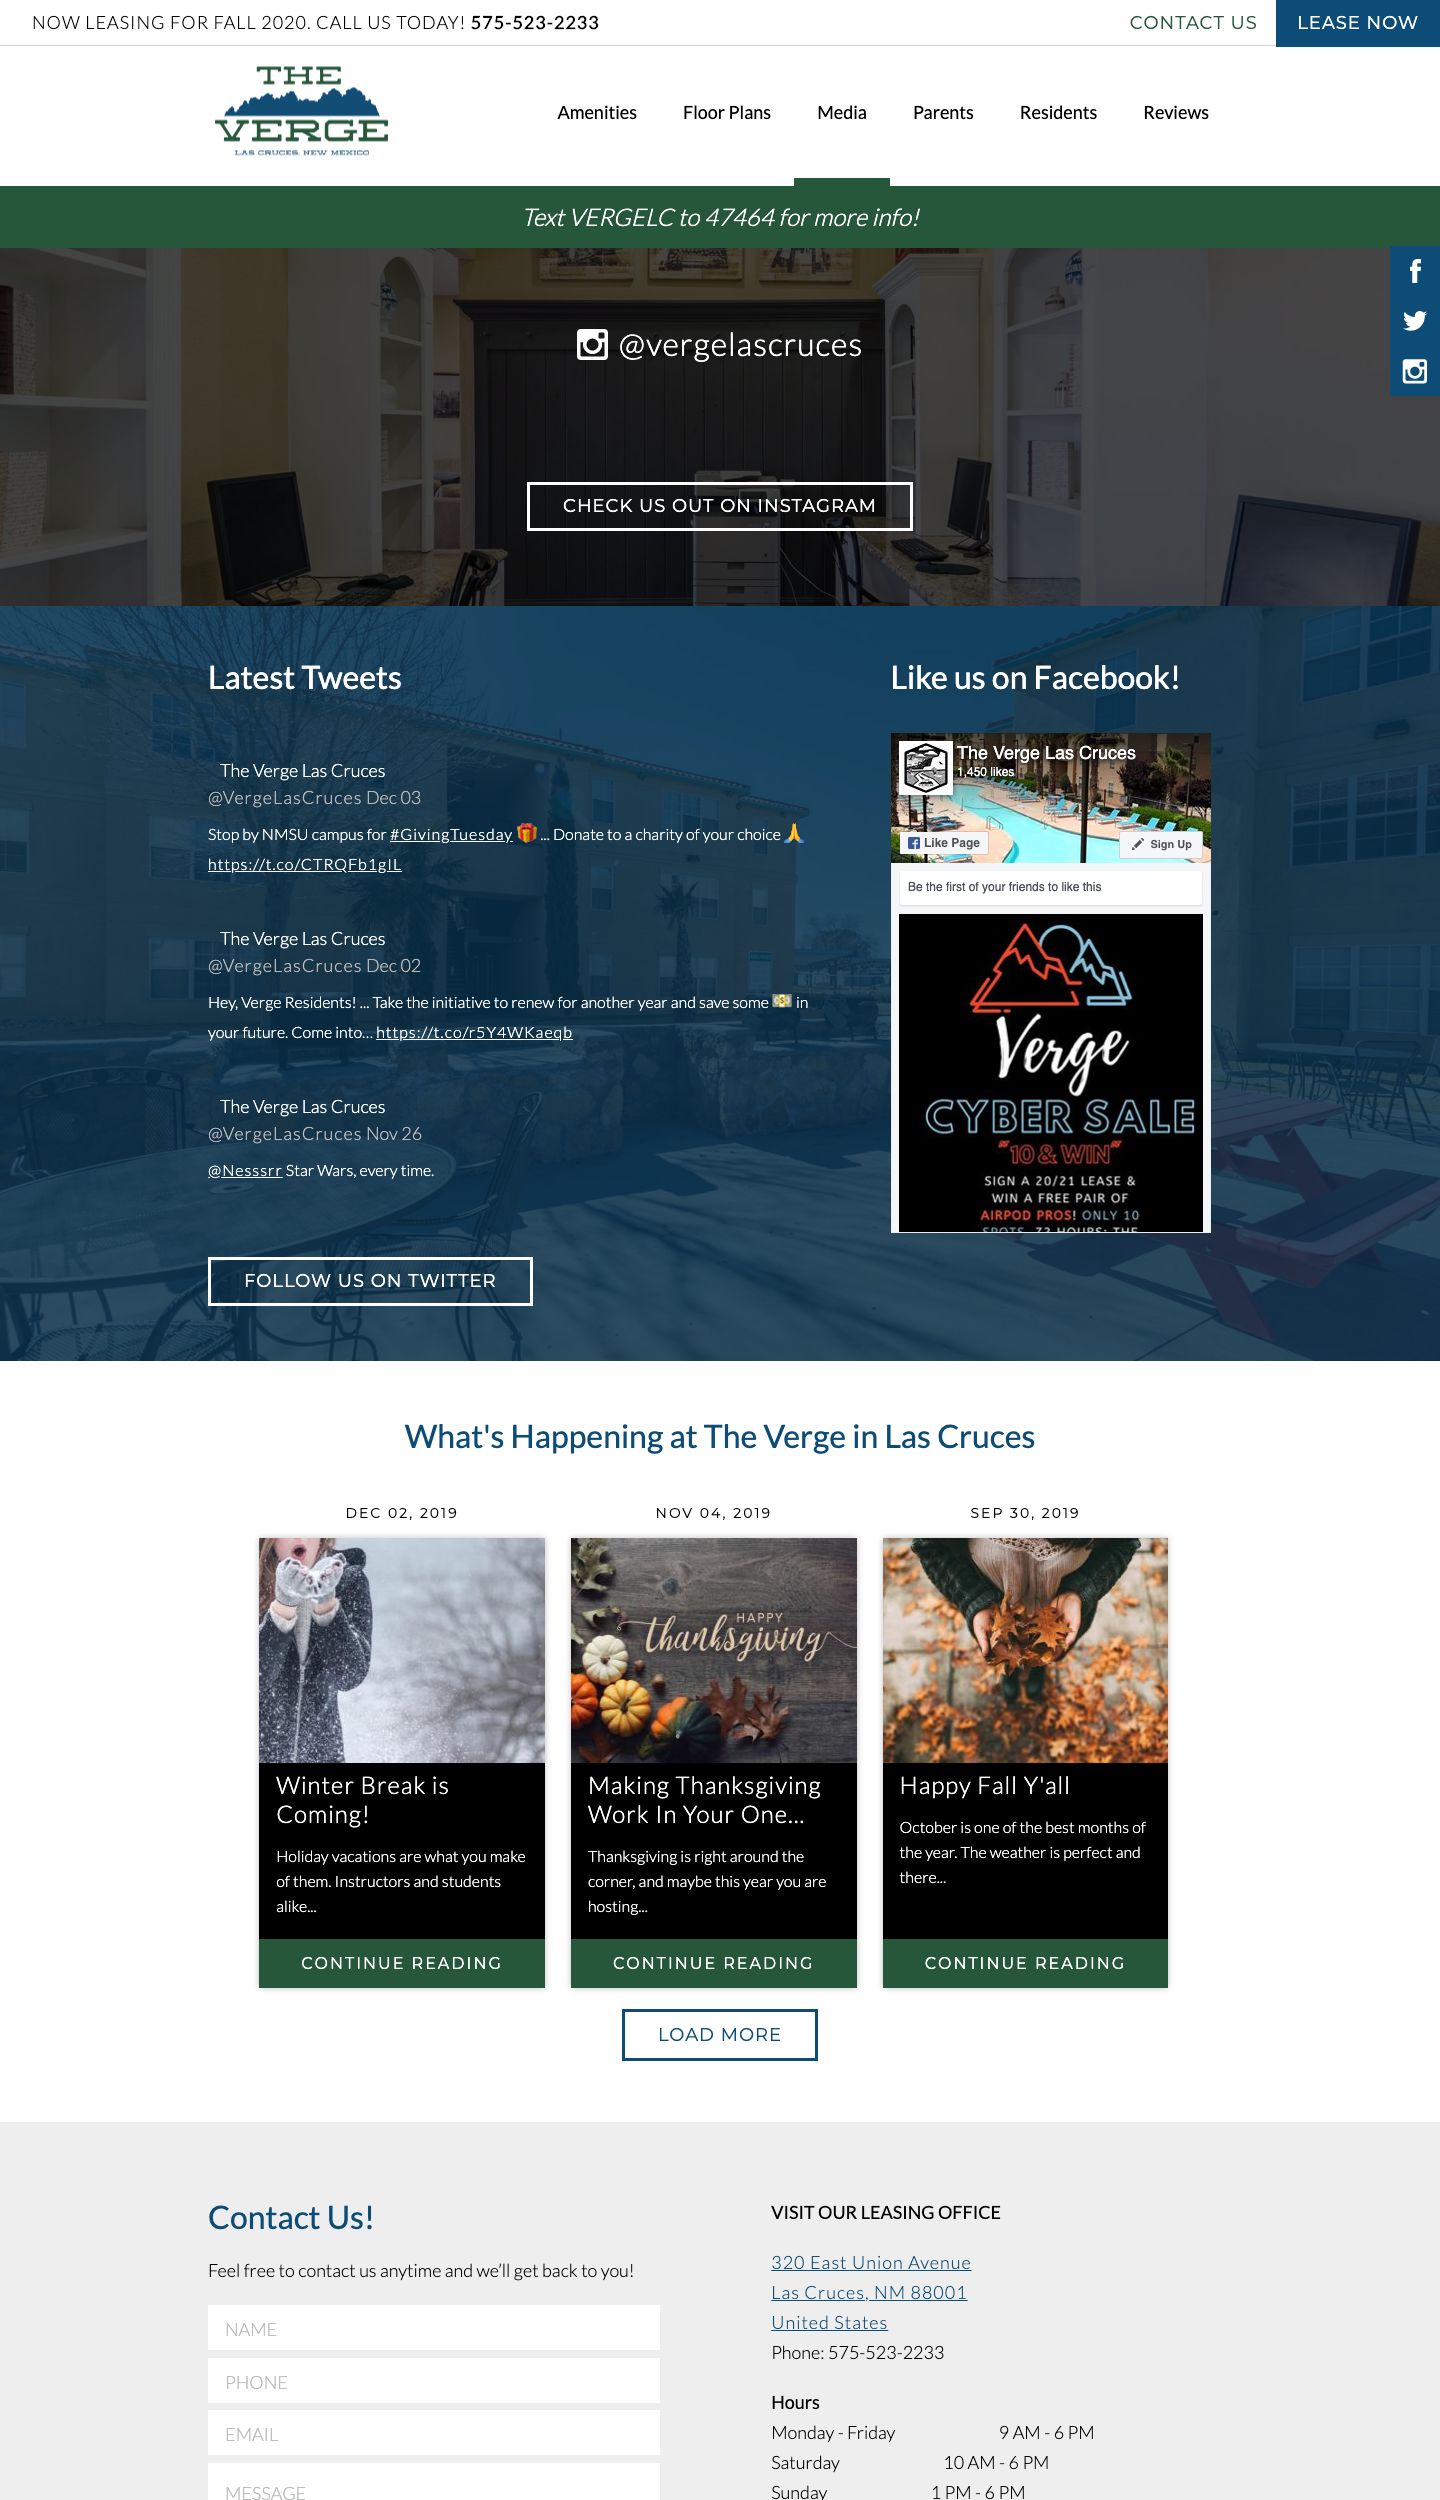 NOW LEASING FOR FALL 2020. CALL US TODAY! 575-523-2233
CONTACT US
LEASE NOW
THE
VERGE
LAS CRUCES, NEW MEXICO
Amenities
Floor Plans
Media
Parents
Residents
Reviews
Text VERGELC to 47464 for more info!
@vergelascruces
CHECK US OUT ON INSTAGRAM
Latest Tweets
The Verge Las Cruces
@VergeLasCruces Dec 03
Stop by NMSU campus for #GivingTuesday 🎁 ... Donate to a charity of your choice 🙏
https://t.co/CTRQFb1gIL
The Verge Las Cruces
@VergeLasCruces Dec 02
Hey, Verge Residents! ... Take the initiative to renew for another year and save some 💵 in
your future. Come into… https://t.co/r5Y4WKaeqb
The Verge Las Cruces
@VergeLasCruces Nov 26
@Nesssrr Star Wars, every time.
FOLLOW US ON TWITTER
Like us on Facebook!
The Verge Las Cruces
1,450 likes
Like Page
Sign Up
Be the first of your friends to like this
Verge
CYBER SALE
"10 & WIN"
SIGN A 20/21 LEASE &
WIN A FREE PAIR OF
AIRPOD PROS! ONLY 10
SPOTS. 72 HOURS: THE
What's Happening at The Verge in Las Cruces
DEC 02, 2019
Winter Break is
Coming!
Holiday vacations are what you make
of them. Instructors and students
alike...
CONTINUE READING
NOV 04, 2019
HAPPY
thanksgiving
Making Thanksgiving
Work In Your One...
Thanksgiving is right around the
corner, and maybe this year you are
hosting...
CONTINUE READING
SEP 30, 2019
Happy Fall Y'all
October is one of the best months of
the year. The weather is perfect and
there...
CONTINUE READING
LOAD MORE
Contact Us!
Feel free to contact us anytime and we’ll get back to you!
NAME
PHONE
EMAIL
MESSAGE
VISIT OUR LEASING OFFICE
320 East Union Avenue
Las Cruces, NM 88001
United States
Phone: 575-523-2233
Hours
Monday - Friday 9 AM - 6 PM
Saturday 10 AM - 6 PM
Sunday 1 PM - 6 PM